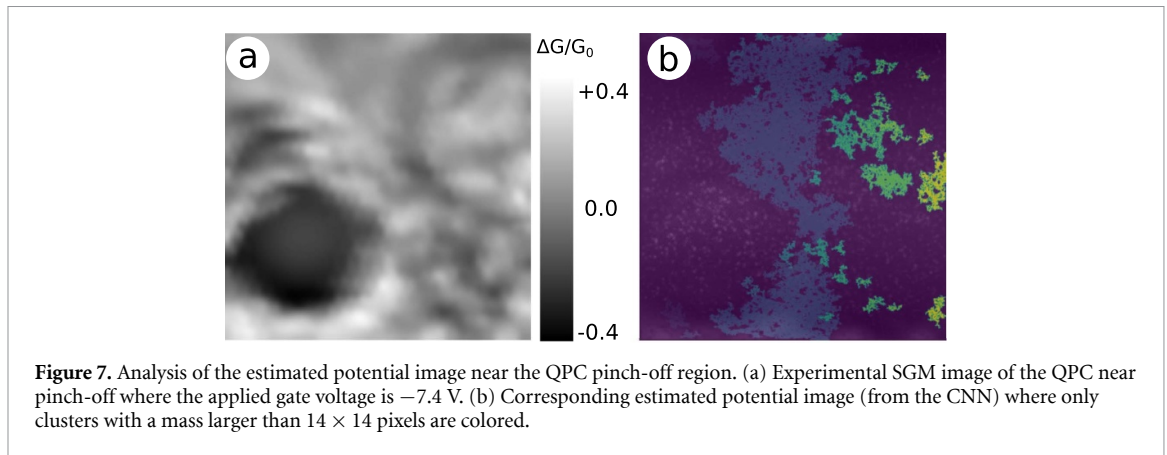 a
ΔG/G₀
+0.4
0.0
-0.4
b
Figure 7. Analysis of the estimated potential image near the QPC pinch-off region. (a) Experimental SGM image of the QPC near
pinch-off where the applied gate voltage is −7.4 V. (b) Corresponding estimated potential image (from the CNN) where only
clusters with a mass larger than 14 × 14 pixels are colored.